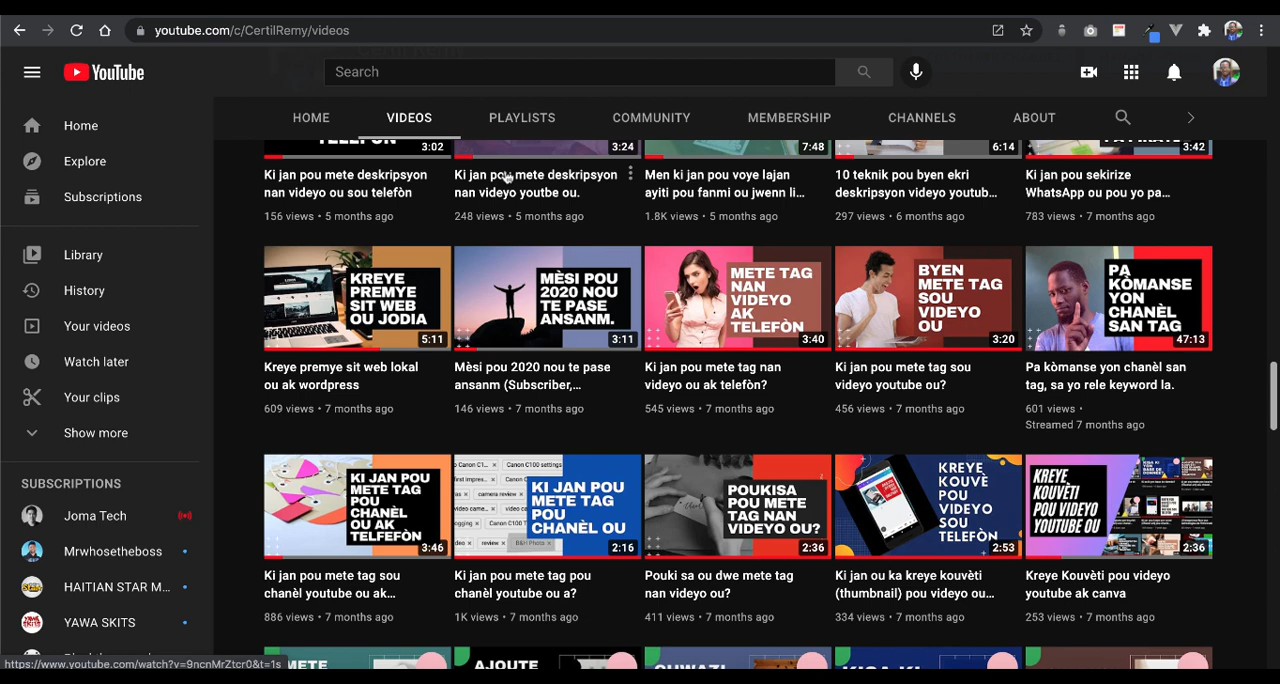 youtube.com/c/CertilRemy/videos
YouTube
Search
HOME VIDEOS PLAYLISTS COMMUNITY MEMBERSHIP CHANNELS ABOUT
Home
Explore
Subscriptions
Library
History
Your videos
Watch later
Your clips
Show more
SUBSCRIPTIONS
Joma Tech
Mrwhosetheboss
HAITIAN STAR M...
YAWA SKITS
3:02
Ki jan pou mete deskripsyon
nan videyo ou sou telefòn
156 views • 5 months ago
3:24
Ki jan pou mete deskripsyon
nan videyo youtbe ou.
248 views • 5 months ago
7:48
Men ki jan pou voye lajan
ayiti pou fanmi ou jwenn li...
1.8K views • 5 months ago
6:14
10 teknik pou byen ekri
deskripsyon videyo youtub...
297 views • 6 months ago
3:42
Ki jan pou sekirize
WhatsApp ou pou yo pa...
783 views • 7 months ago
KREYE
PREMYE
SIT WEB
OU JODIA
5:11
Kreye premye sit web lokal
ou ak wordpress
609 views • 7 months ago
MÈSI POU
2020 NOU
TE PASE
ANSANM.
3:11
Mèsi pou 2020 nou te pase
ansanm (Subscriber,...
146 views • 7 months ago
METE TAG
NAN
VIDEYO
AK
TELEFÒN
3:40
Ki jan pou mete tag nan
videyo ou ak telefòn?
545 views • 7 months ago
BYEN
METE TAG
SOU
VIDEYO
OU
3:20
Ki jan pou mete tag sou
videyo youtube ou?
456 views • 7 months ago
PA
KÒMANSE
YON
CHANÈL
SAN TAG
47:13
Pa kòmanse yon chanèl san
tag, sa yo rele keyword la.
601 views •
Streamed 7 months ago
KI JAN POU
METE TAG
POU
CHANÈL
OU AK
TELFEFÒN
3:46
Ki jan pou mete tag sou
chanèl youtube ou ak...
886 views • 7 months ago
Canon C100 settings
camera review
KI JAN POU
METE TAG
POU
CHANÈL OU
2:16
Ki jan pou mete tag pou
chanèl youtube ou a?
1K views • 7 months ago
POUKISA
POU METE TAG
NAN VIDEYO OU?
2:36
Pouki sa ou dwe mete tag
nan videyo ou?
411 views • 7 months ago
KREYE
KOUVÈ
POU
VIDEYO
SOU
TELEFÒN
2:53
Ki jan ou ka kreye kouvèti
(thumbnail) pou videyo ou...
334 views • 7 months ago
KREYE
KOUVÈTI
POU VIDEYO
YOUTUBE OU
2:36
Kreye Kouvèti pou videyo
youtube ak canva
253 views • 7 months ago
AJOUTE
https://www.youtube.com/watch?v=9ncnMrZtcr0&t=1s